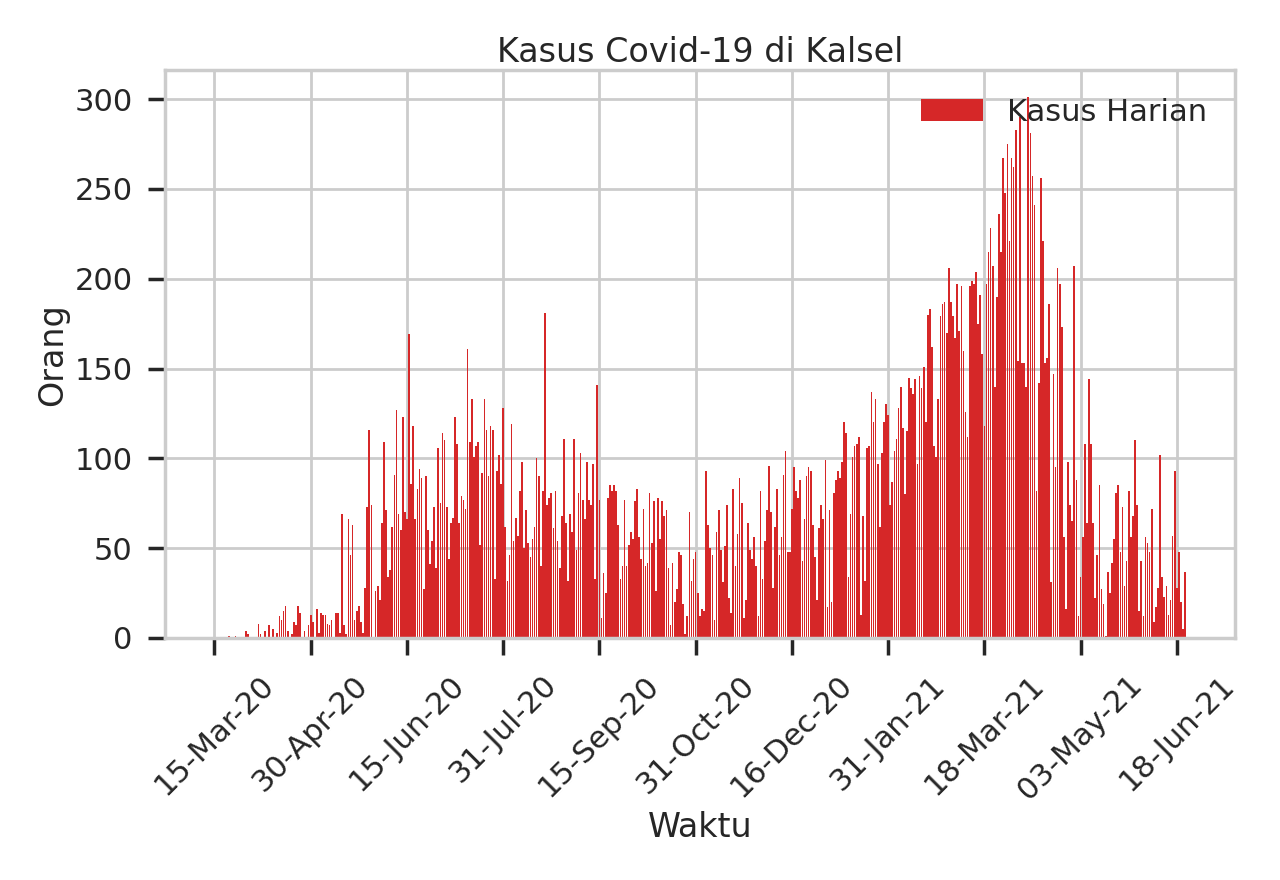 Kasus Covid-19 di Kalsel
Kasus Harian
300
250
200
150
100
50
0
Orang
15-Mar-20
30-Apr-20
15-Jun-20
31-Jul-20
15-Sep-20
31-Oct-20
16-Dec-20
31-Jan-21
18-Mar-21
03-May-21
18-Jun-21
Waktu